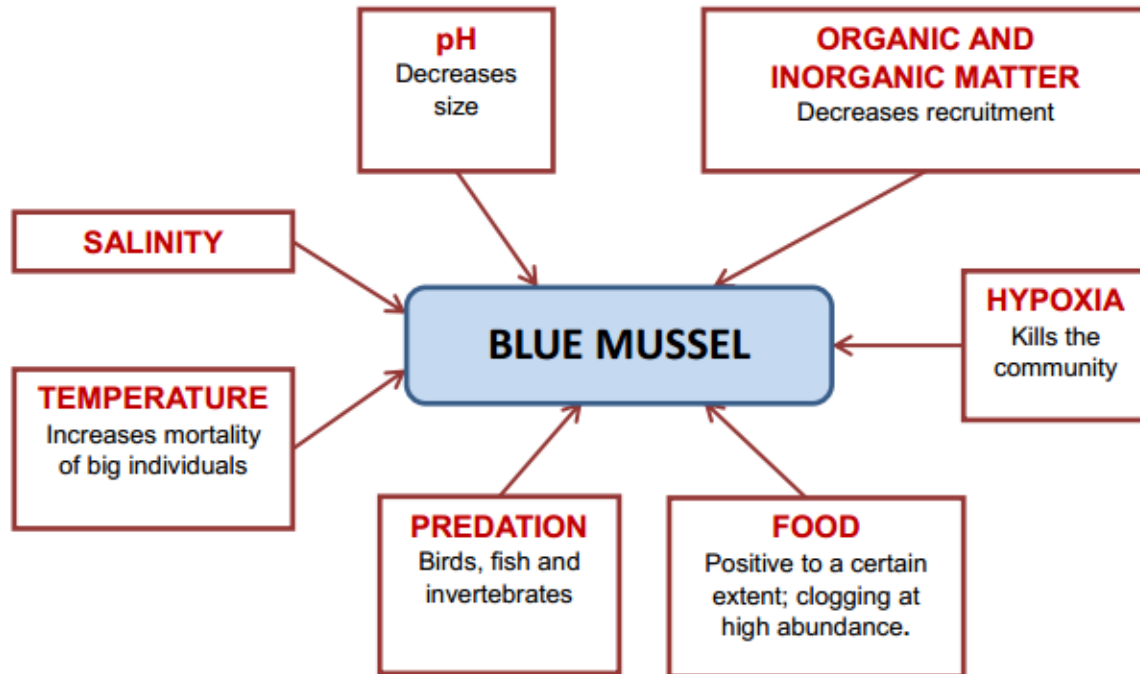 pH
Decreases
size
ORGANIC AND
INORGANIC MATTER
Decreases recruitment
SALINITY
BLUE MUSSEL
HYPOXIA
Kills the
community
TEMPERATURE
Increases mortality
of big individuals
PREDATION
Birds, fish and
invertebrates
FOOD
Positive to a certain
extent; clogging at
high abundance.